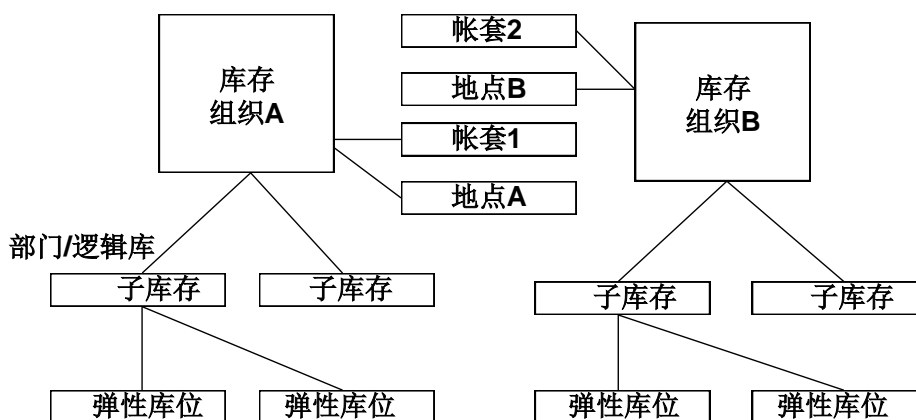 库存
组织A
帐套2
地点B
帐套1
地点A
库存
组织B
部门/逻辑库
子库存
子库存
子库存
子库存
弹性库位
弹性库位
弹性库位
弹性库位